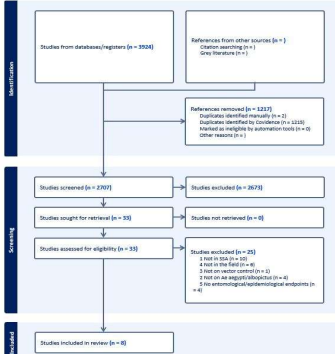 Identification
Studies from databases/registers (n = 3924)
References from other sources (n = )
Citation searching (n = )
Grey literature (n = )
References removed (n = 1217)
Duplicates identified manually (n = 2)
Duplicates identified by Covidence (n = 1215)
Marked as ineligible by automation tools (n = 0)
Other reasons (n = )
Screening
Studies screened (n = 2707)
Studies excluded (n = 2673)
Studies sought for retrieval (n = 33)
Studies not retrieved (n = 0)
Studies assessed for eligibility (n = 33)
Studies excluded (n = 25)
1 Not in SSA (n = 10)
4 Not in the field (n = 6)
3 Not on vector control (n = 1)
2 Not on Ae aegypti/albopictus (n = 4)
5 No entomological/epidemiological endpoints (n
= 4)
Included
Studies included in review (n = 8)